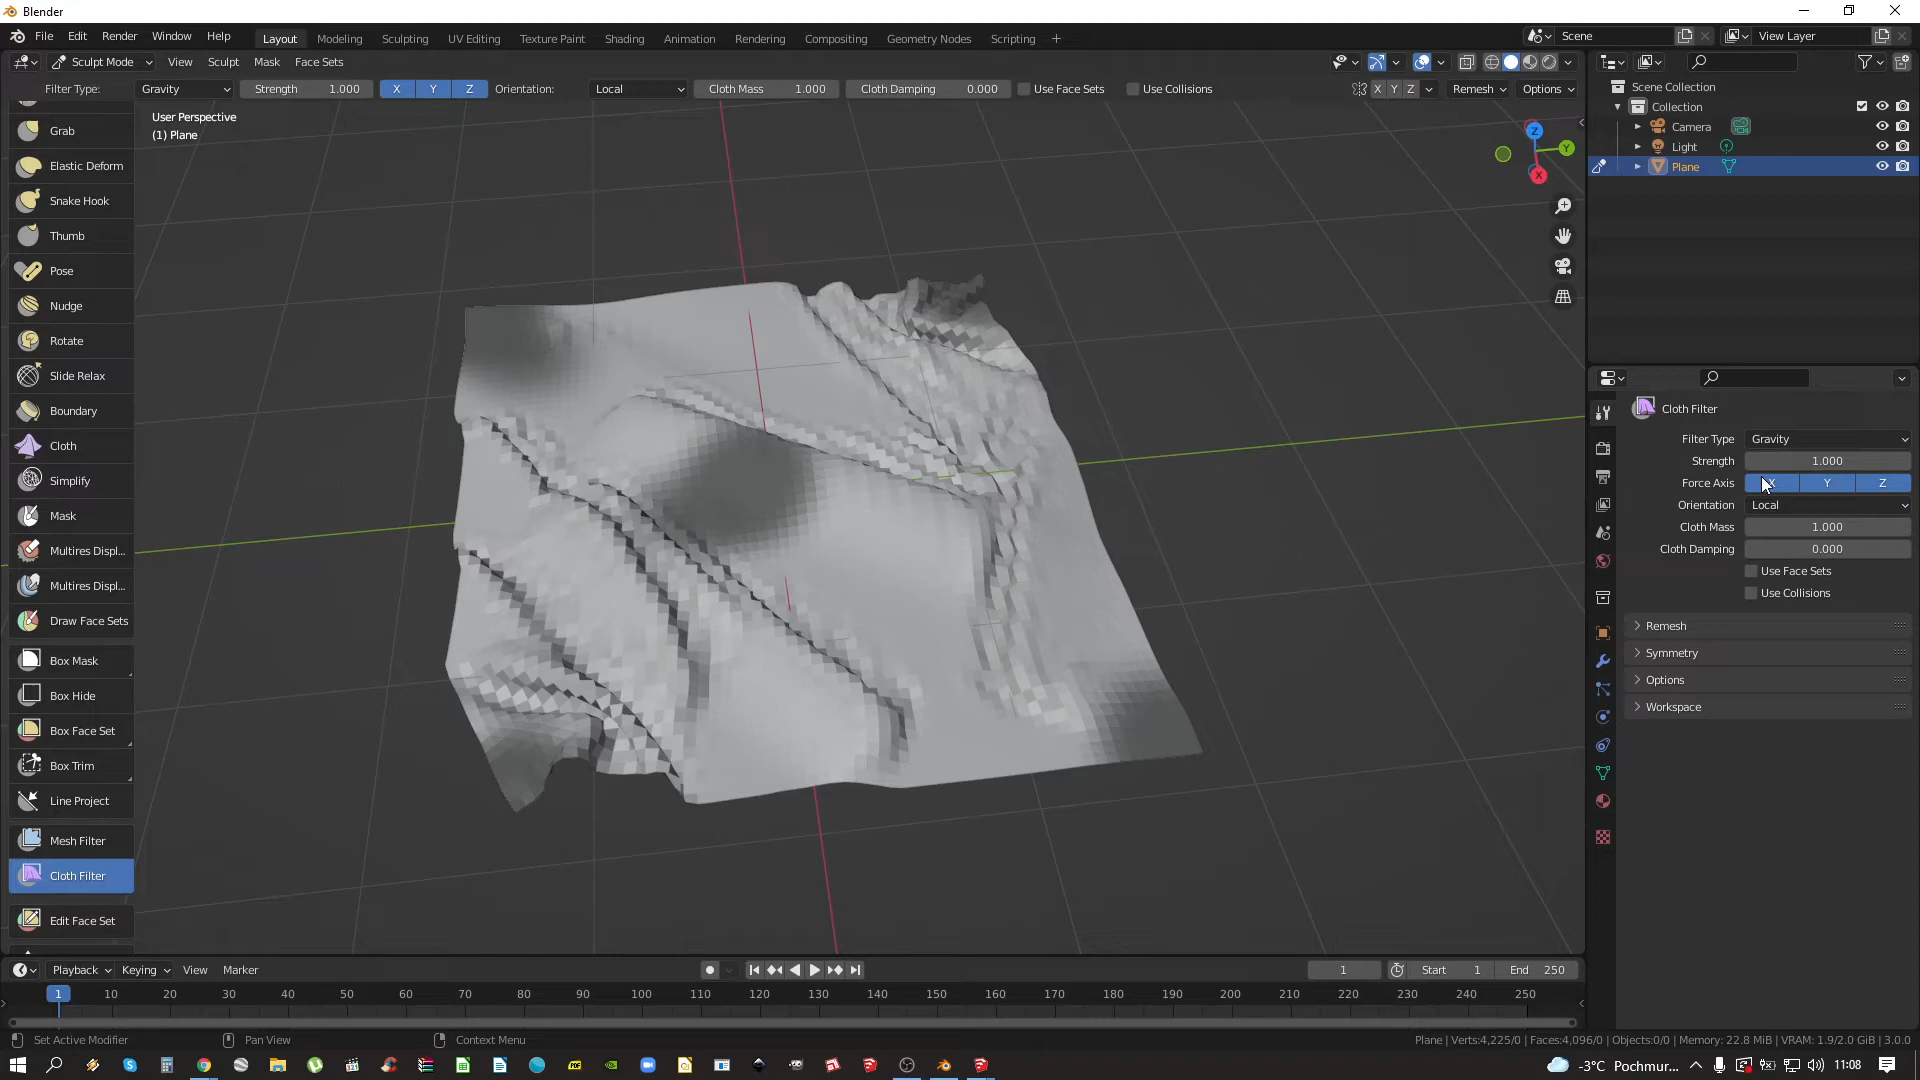 Blender
File Edit Render Window Help
Layout Modeling Sculpting UV Editing Texture Paint Shading Animation Rendering Compositing Geometry Nodes Scripting +
Scene
View Layer
Sculpt Mode View Sculpt Mask Face Sets
Filter Type: Gravity Strength 1.000 X Y Z Orientation: Local Cloth Mass 1.000 Cloth Damping 0.000 Use Face Sets Use Collisions X Y Z Remesh Options
User Perspective
(1) Plane
Grab
Elastic Deform
Snake Hook
Thumb
Pose
Nudge
Rotate
Slide Relax
Boundary
Cloth
Simplify
Mask
Multires Displ...
Multires Displ...
Draw Face Sets
Box Mask
Box Hide
Box Face Set
Box Trim
Line Project
Mesh Filter
Cloth Filter
Edit Face Set
Z
Y
X
Scene Collection
Collection
Camera
Light
Plane
Cloth Filter
Filter Type Gravity
Strength 1.000
Force Axis X Y Z
Orientation Local
Cloth Mass 1.000
Cloth Damping 0.000
Use Face Sets
Use Collisions
Remesh
Symmetry
Options
Workspace
Playback Keying View Marker 1 Start 1 End 250
1 10 20 30 40 50 60 70 80 90 100 110 120 130 140 150 160 170 180 190 200 210 220 230 240 250
Set Active Modifier Pan View Context Menu
Plane | Verts:4,225/0 | Faces:4,096/0 | Objects:0/0 | Memory: 22.8 MiB | VRAM: 1.9/2.0 GiB | 3.0.0
-3°C Pochmur... 11:08